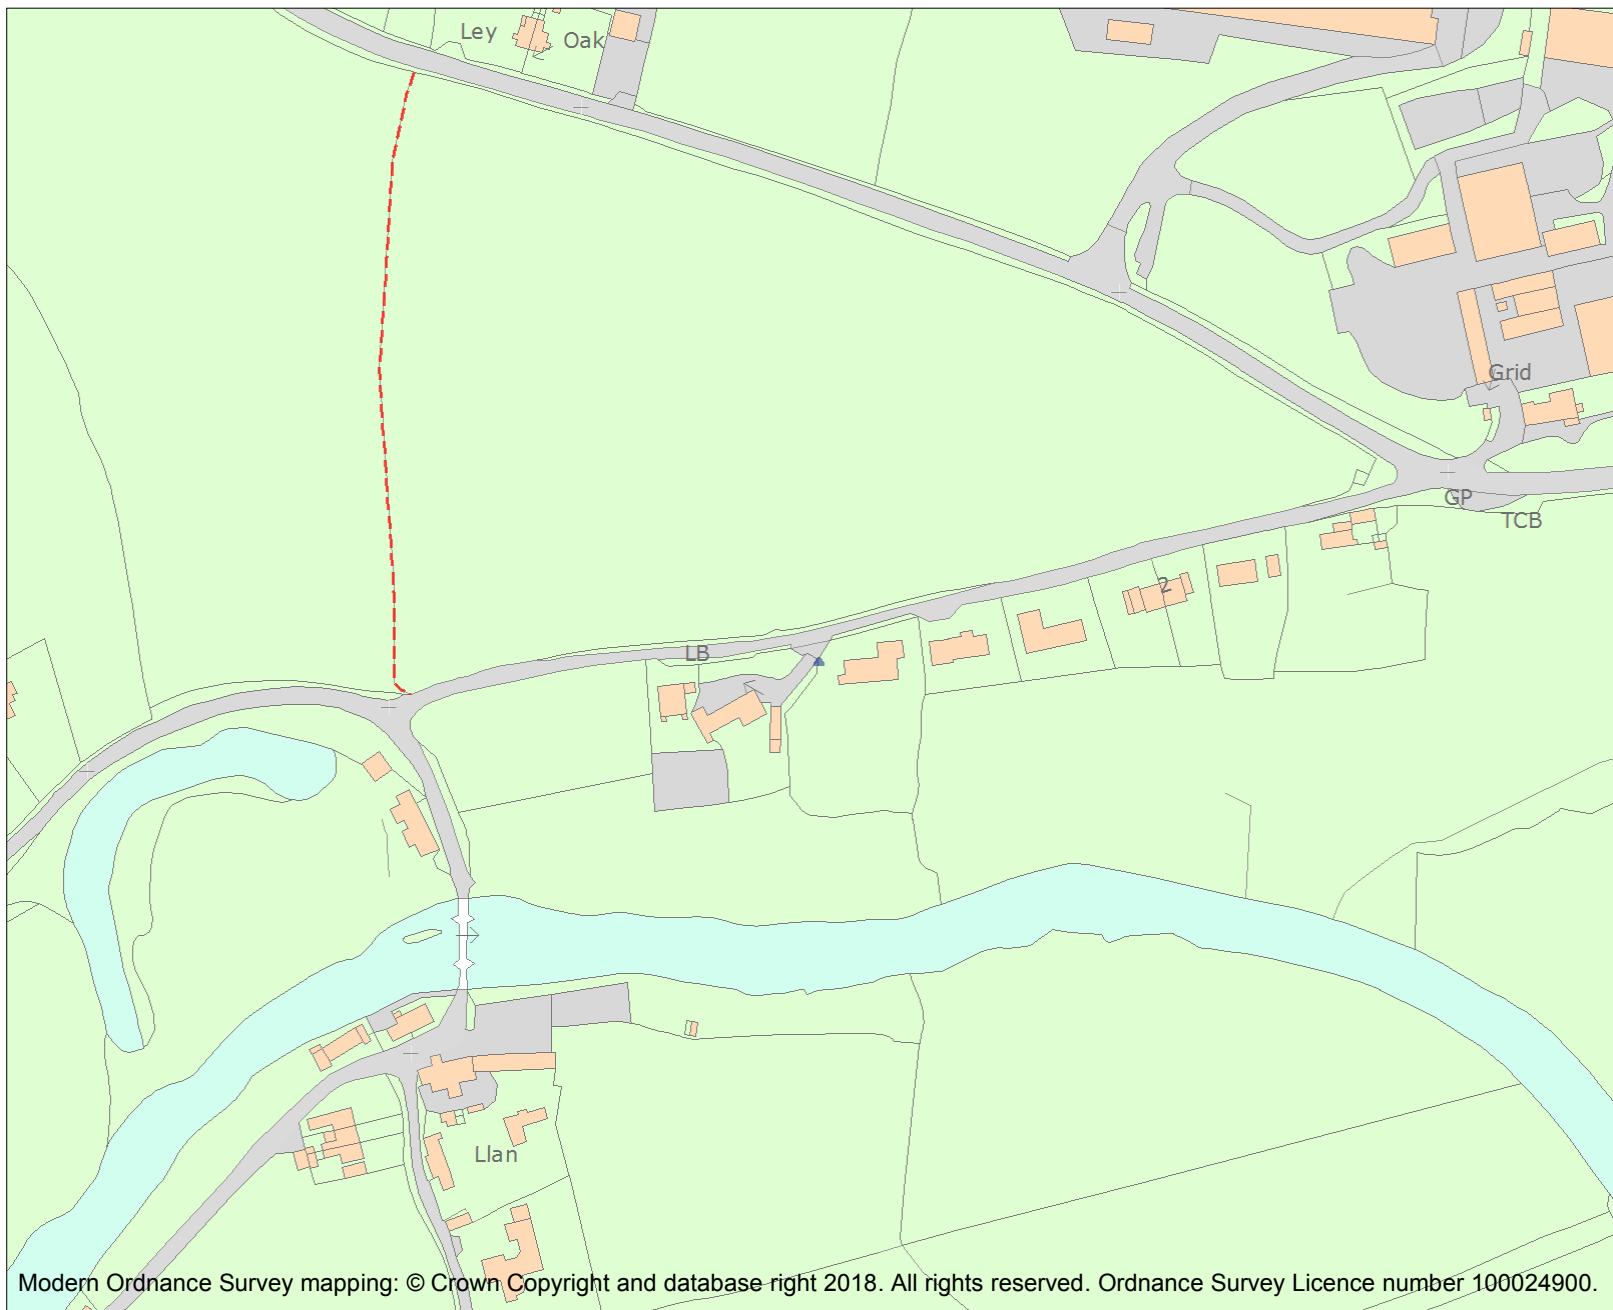 Ley
Oak
Grid
GP
TCB
2
LB
Llan
Modern Ordnance Survey mapping: © Crown Copyright and database right 2018. All rights reserved. Ordnance Survey Licence number 100024900.